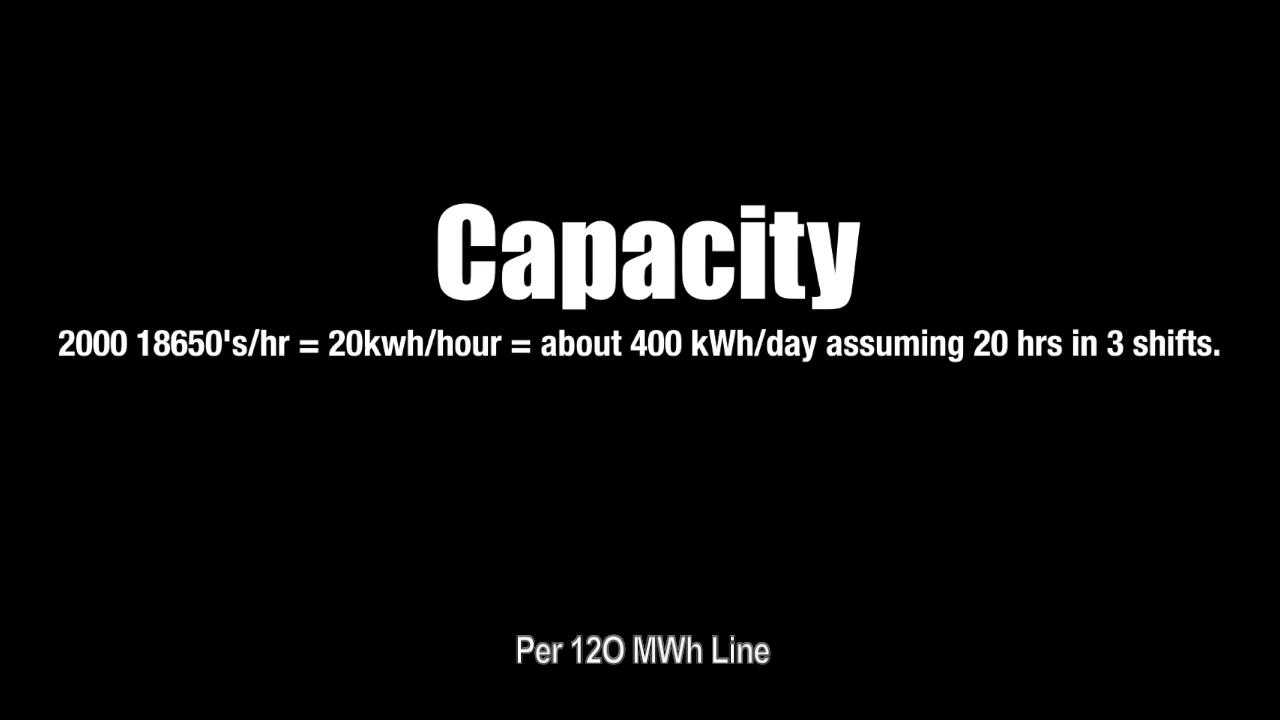 Capacity
2000 18650's/hr = 20kwh/hour = about 400 kWh/day assuming 20 hrs in 3 shifts.
Per 12O MWh Line